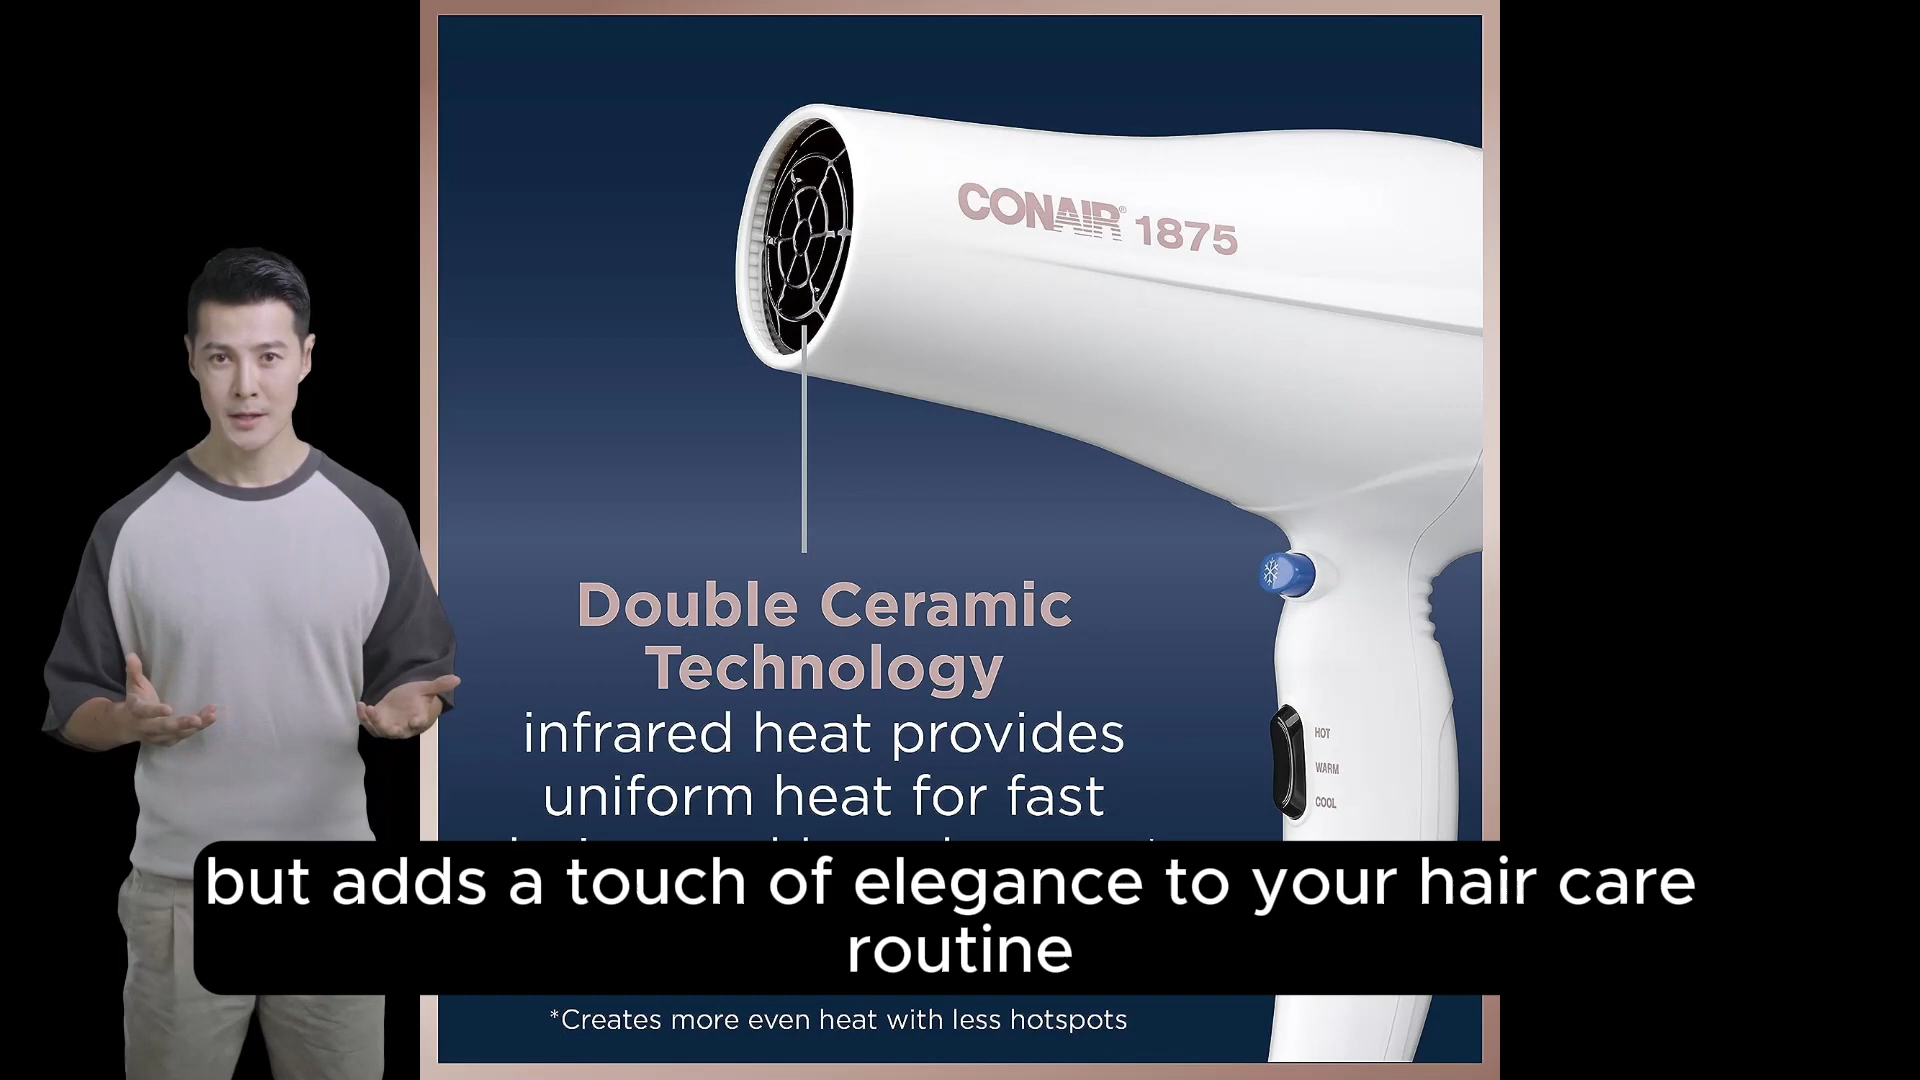 CONAIR® 1875
Double Ceramic
Technology
infrared heat provides
uniform heat for fast
HOT
WARM
COOL
but adds a touch of elegance to your hair care
routine
*Creates more even heat with less hotspots